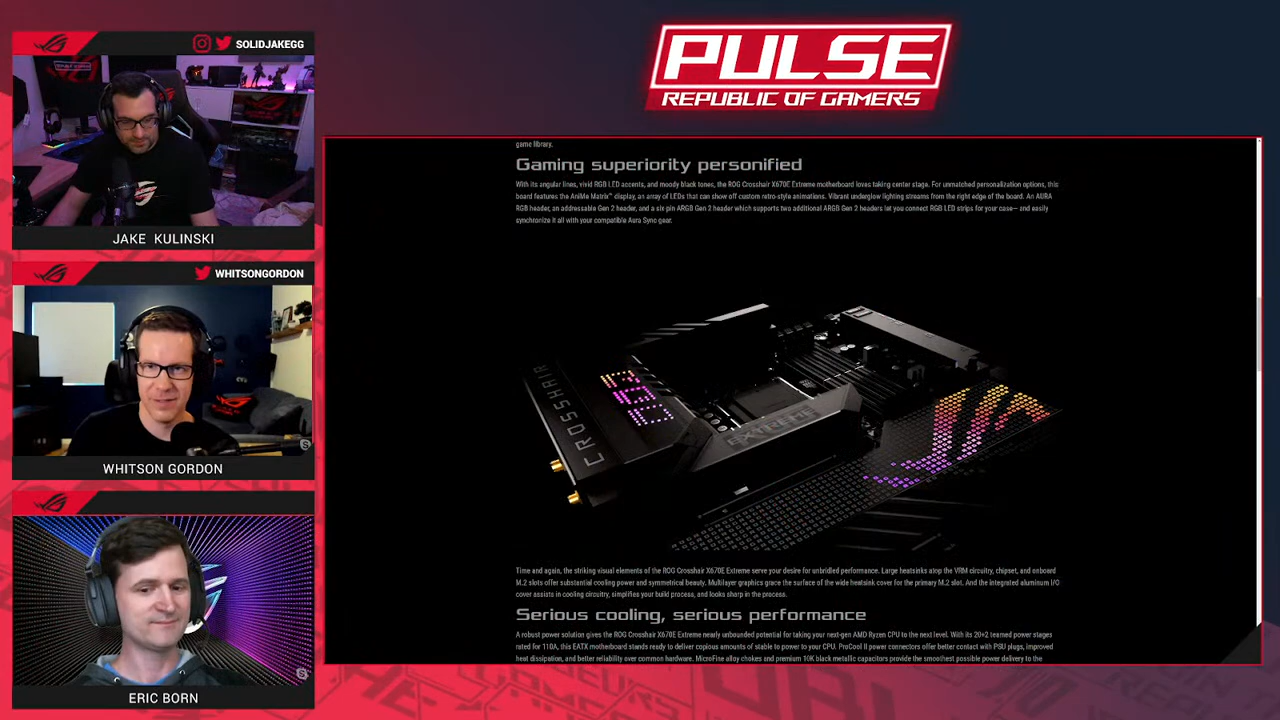 SOLIDJAKEGG
JAKE KULINSKI
WHITSONGORDON
WHITSON GORDON
ERIC BORN
PULSE
REPUBLIC OF GAMERS
game library.
Gaming superiority personified
With its angular lines, vivid RGB LED accents, and moody black tones, the ROG Crosshair X670E Extreme motherboard loves taking center stage. For unmatched personalization options, this
board features the AniMe Matrix™ display, an array of LEDs that can show off custom retro-style animations. Vibrant underglow lighting streams from the right edge of the board. An AURA
RGB header, an addressable Gen 2 header, and a six pin ARGB Gen 2 header which supports two additional ARGB Gen 2 headers let you connect RGB LED strips for your case— and easily
synchronize it all with your compatible Aura Sync gear.
CROSSHAIR
EXTREME
Time and again, the striking visual elements of the ROG Crosshair X670E Extreme serve your desire for unbridled performance. Large heatsinks atop the VRM circuitry, chipset, and onboard
M.2 slots offer substantial cooling power and symmetrical beauty. Multilayer graphics grace the surface of the wide heatsink cover for the primary M.2 slot. And the integrated aluminum I/O
cover assists in cooling circuitry, simplifies your build process, and looks sharp in the process.
Serious cooling, serious performance
A robust power solution gives the ROG Crosshair X670E Extreme nearly unbounded potential for taking your next-gen AMD Ryzen CPU to the next level. With its 20+2 teamed power stages
rated for 110A, this EATX motherboard stands ready to deliver copious amounts of stable to power to your CPU. ProCool II power connectors offer better contact with PSU plugs, improved
heat dissipation, and better reliability over common hardware. MicroFine alloy chokes and premium 10K black metallic capacitors provide the smoothest possible power delivery to the